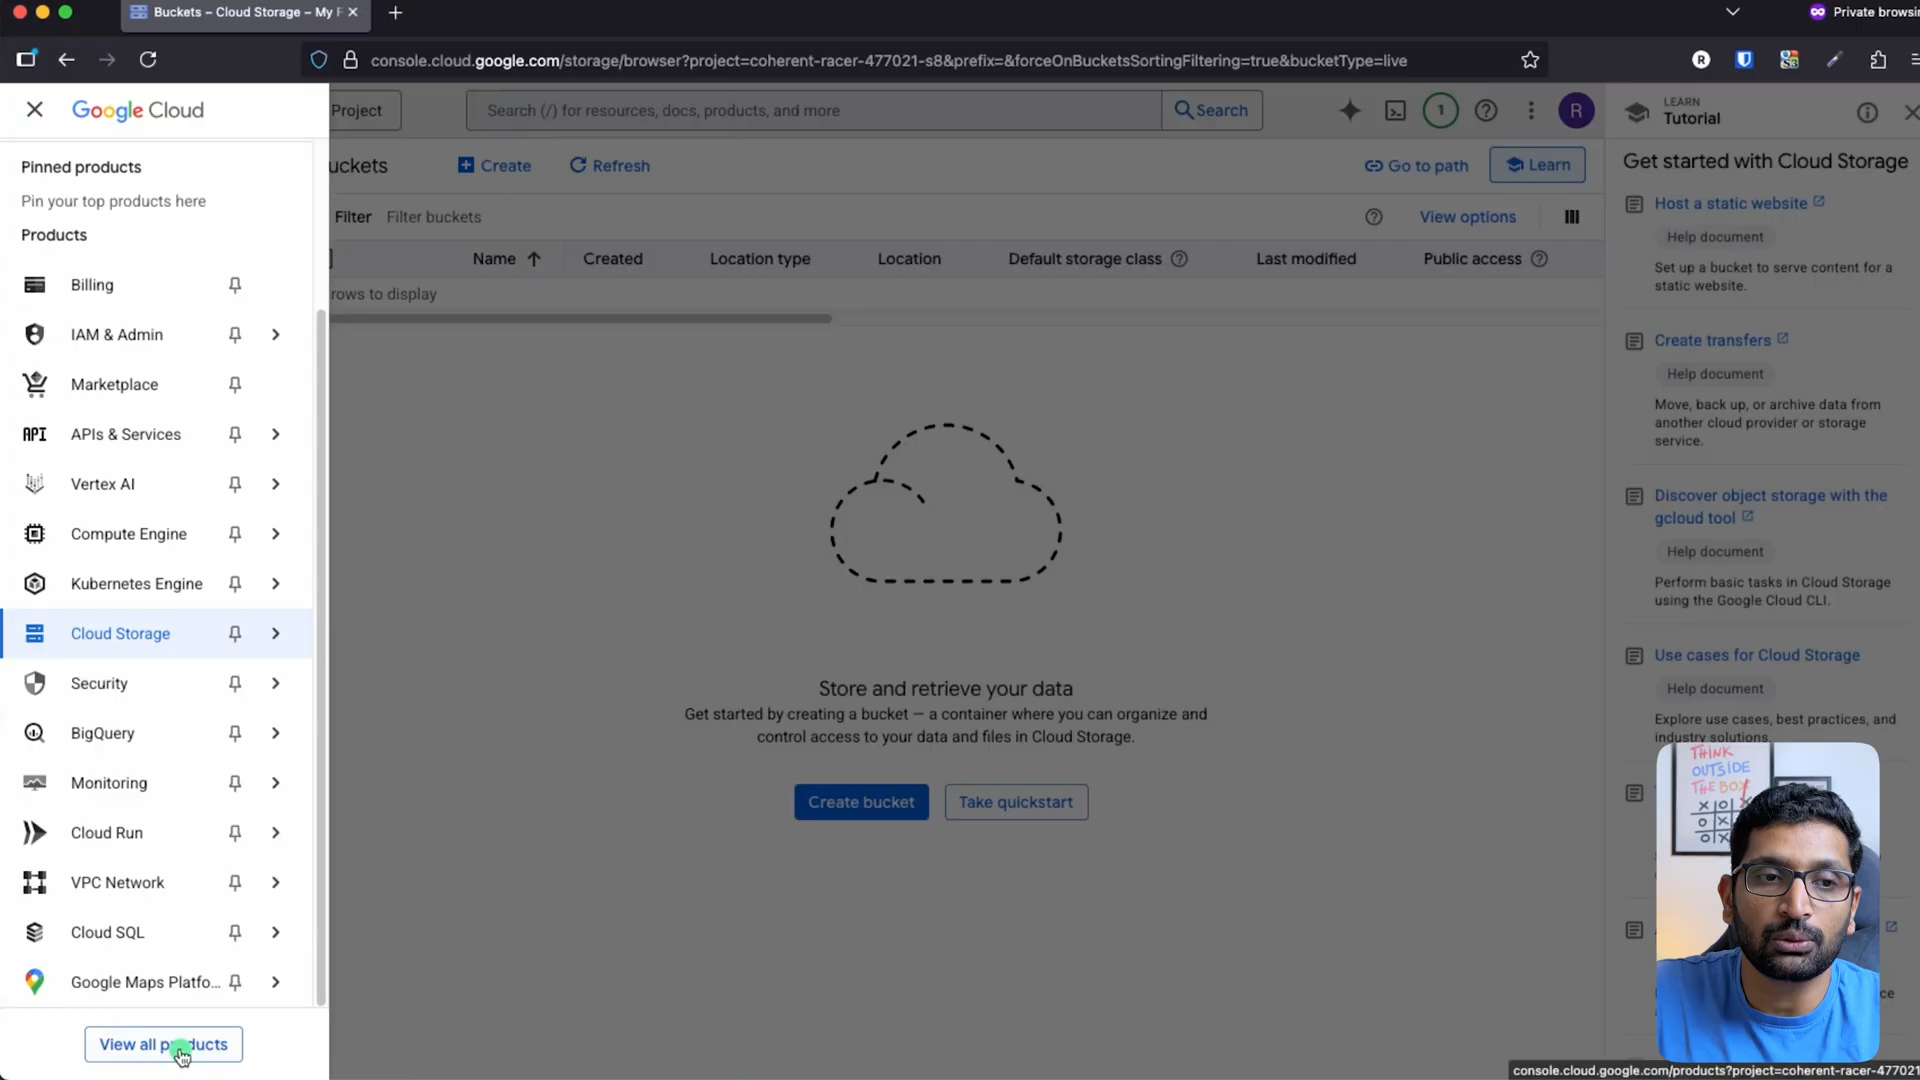 Buckets – Cloud Storage – My F
Private browsin
console.cloud.google.com/storage/browser?project=coherent-racer-477021-s8&prefix=&forceOnBucketsSortingFiltering=true&bucketType=live
R
Google Cloud
Project
Search (/) for resources, docs, products, and more
Search
1
R
LEARN
Tutorial
Pinned products
Pin your top products here
Products
Billing
IAM & Admin
Marketplace
API
APIs & Services
Vertex AI
Compute Engine
Kubernetes Engine
Cloud Storage
Security
BigQuery
Monitoring
Cloud Run
VPC Network
Cloud SQL
Google Maps Platfo...
View all products
uckets
Create
Refresh
Go to path
Learn
Filter
Filter buckets
View options
Name
Created
Location type
Location
Default storage class
Last modified
Public access
rows to display
Store and retrieve your data
Get started by creating a bucket — a container where you can organize and
control access to your data and files in Cloud Storage.
Create bucket
Take quickstart
Get started with Cloud Storage
Host a static website
Help document
Set up a bucket to serve content for a
static website.
Create transfers
Help document
Move, back up, or archive data from
another cloud provider or storage
service.
Discover object storage with the
gcloud tool
Help document
Perform basic tasks in Cloud Storage
using the Google Cloud CLI.
Use cases for Cloud Storage
Help document
Explore use cases, best practices, and
industry solutions.
THINK
OUTSIDE
THE BOX
ce
console.cloud.google.com/products?project=coherent-racer-477021